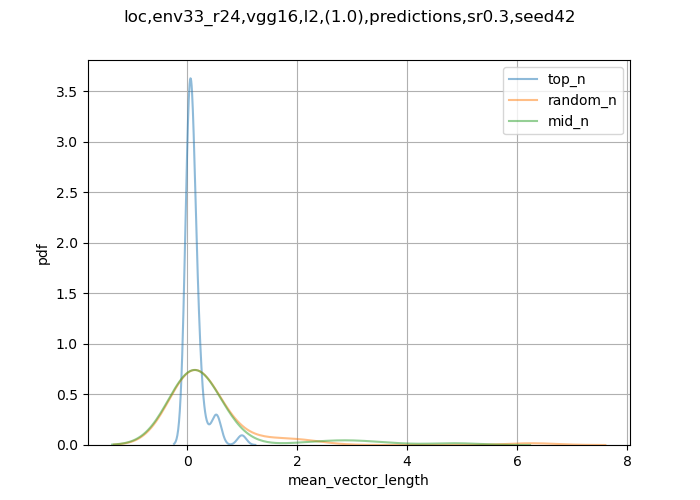 loc,env33_r24,vgg16,l2,(1.0),predictions,sr0.3,seed42
top_n
random_n
mid_n
3.5
3.0
2.5
2.0
1.5
1.0
0.5
0.0
pdf
0 2 4 6 8
mean_vector_length